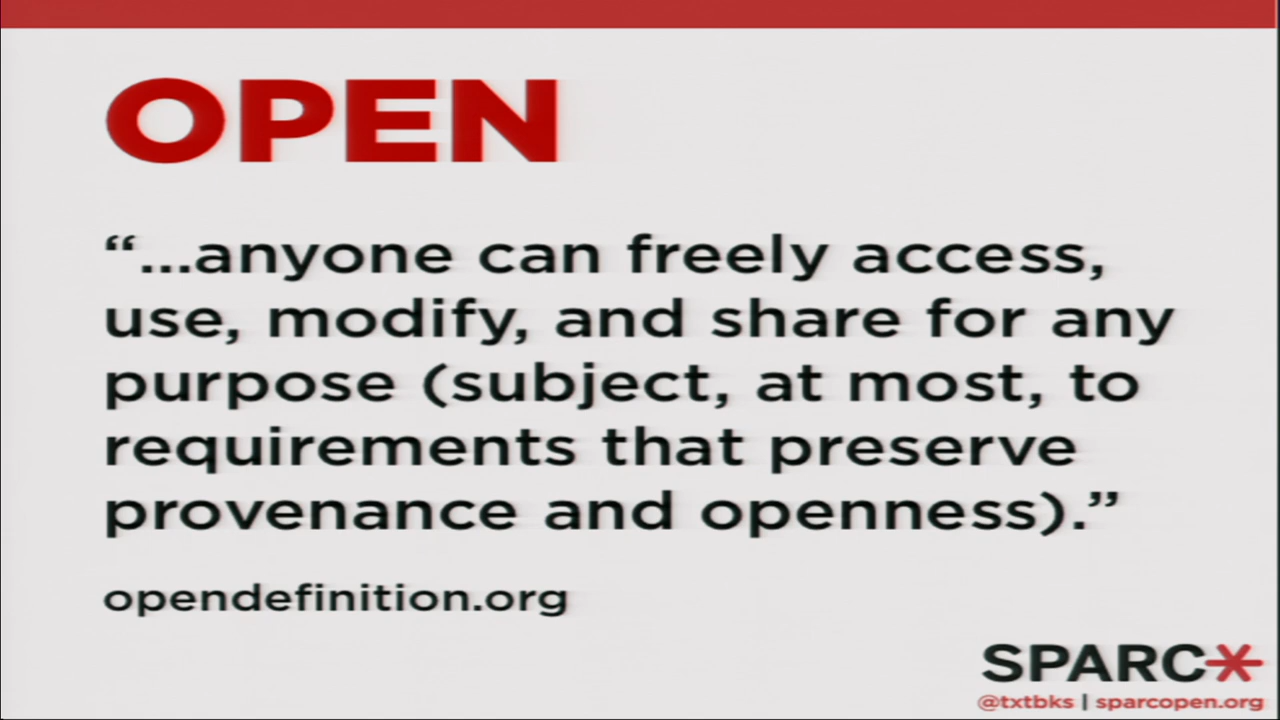 OPEN
“...anyone can freely access,
use, modify, and share for any
purpose (subject, at most, to
requirements that preserve
provenance and openness).”
opendefinition.org
SPARC*
@txtbks | sparcopen.org